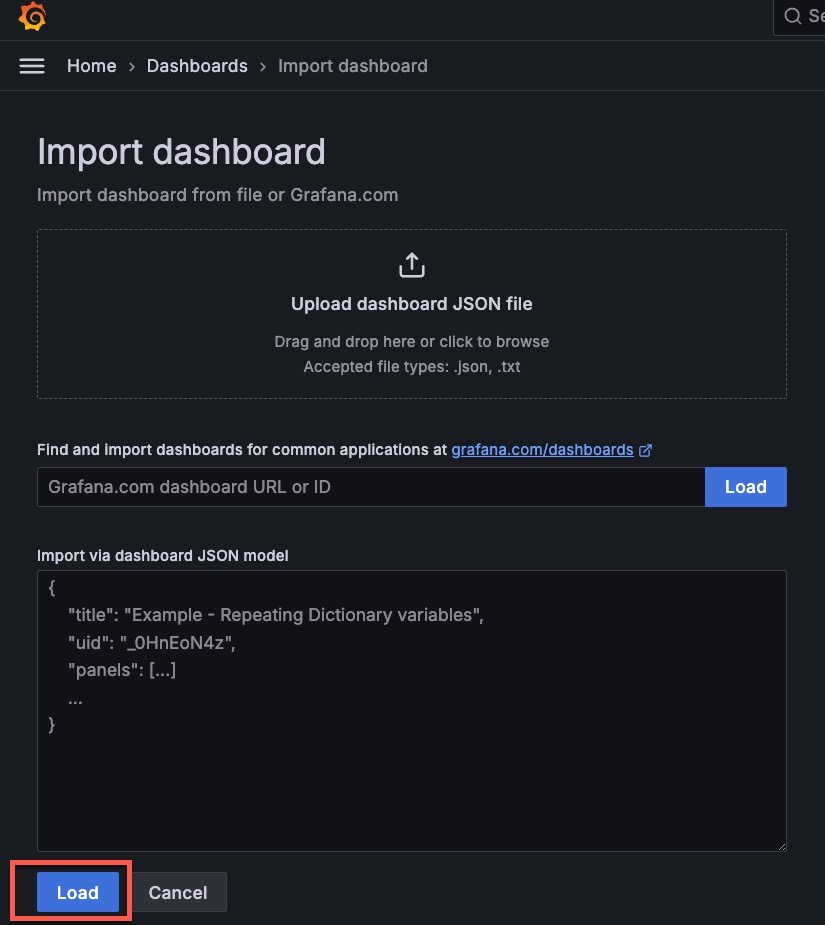 Se
Home › Dashboards › Import dashboard
Import dashboard
Import dashboard from file or Grafana.com
Upload dashboard JSON file
Drag and drop here or click to browse
Accepted file types: .json, .txt
Find and import dashboards for common applications at grafana.com/dashboards
Grafana.com dashboard URL or ID Load
Import via dashboard JSON model
{
"title": "Example - Repeating Dictionary variables",
"uid": "_0HnEoN4z",
"panels": [...]
...
}
Load Cancel